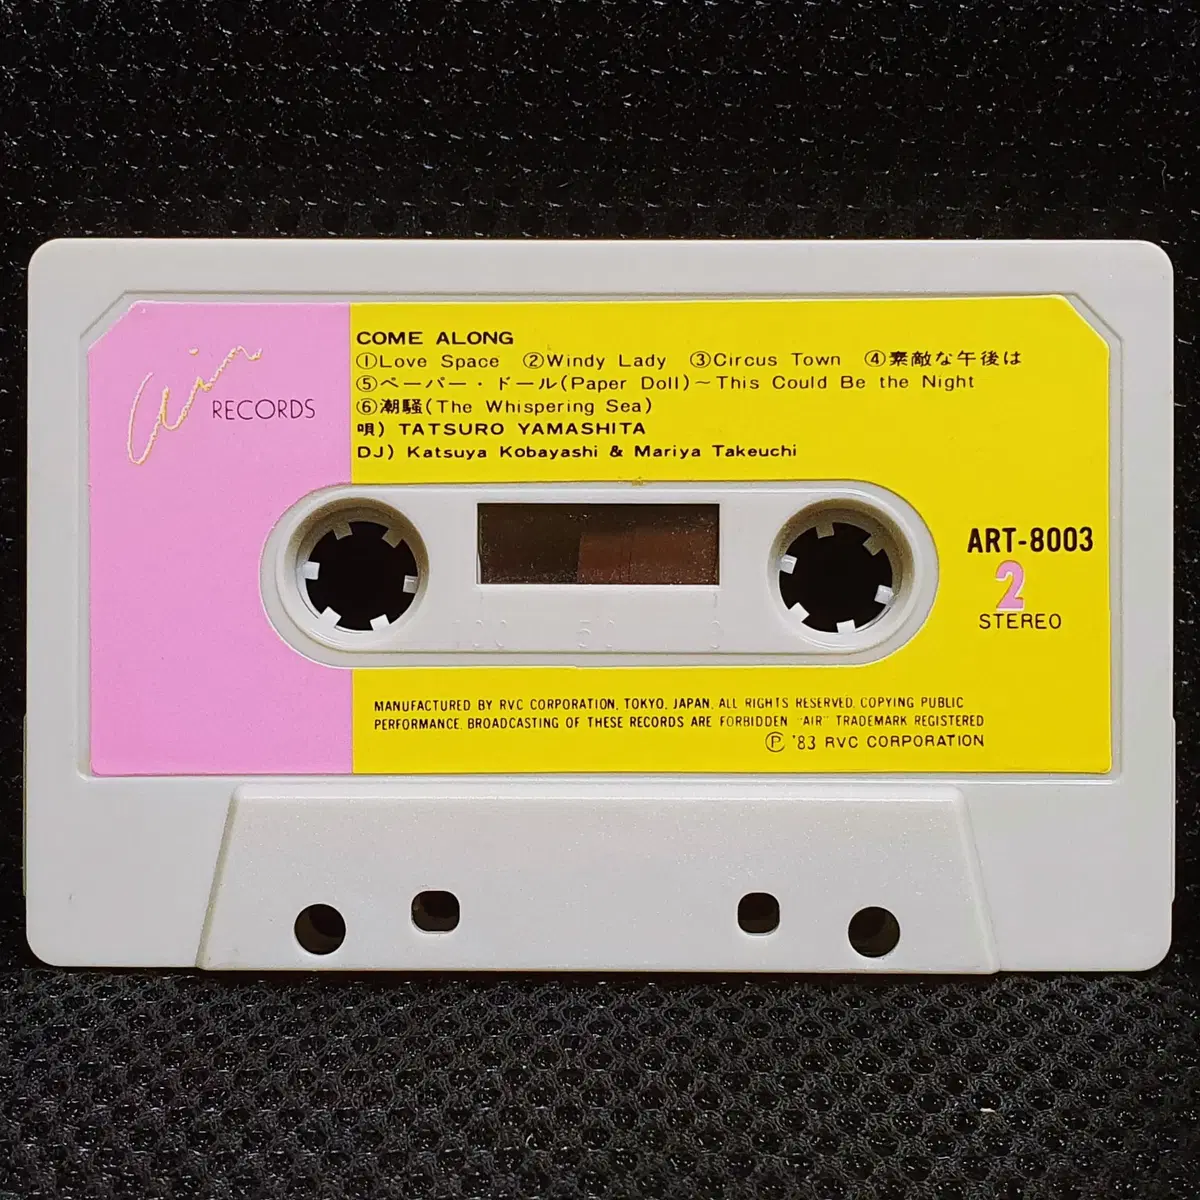 Air RECORDS
COME ALONG
①Love Space ②Windy Lady ③Circus Town ④素敵な午後は
⑤ペーパー・ドール(Paper Doll)~This Could Be the Night
⑥潮騒(The Whispering Sea)
唄) TATSURO YAMASHITA
DJ) Katsuya Kobayashi & Mariya Takeuchi
ART-8003
2
STEREO
100 50 0
MANUFACTURED BY RVC CORPORATION, TOKYO, JAPAN. ALL RIGHTS RESERVED. COPYING PUBLIC
PERFORMANCE. BROADCASTING OF THESE RECORDS ARE FORBIDDEN "AIR" TRADEMARK REGISTERED
Ⓟ '83 RVC CORPORATION